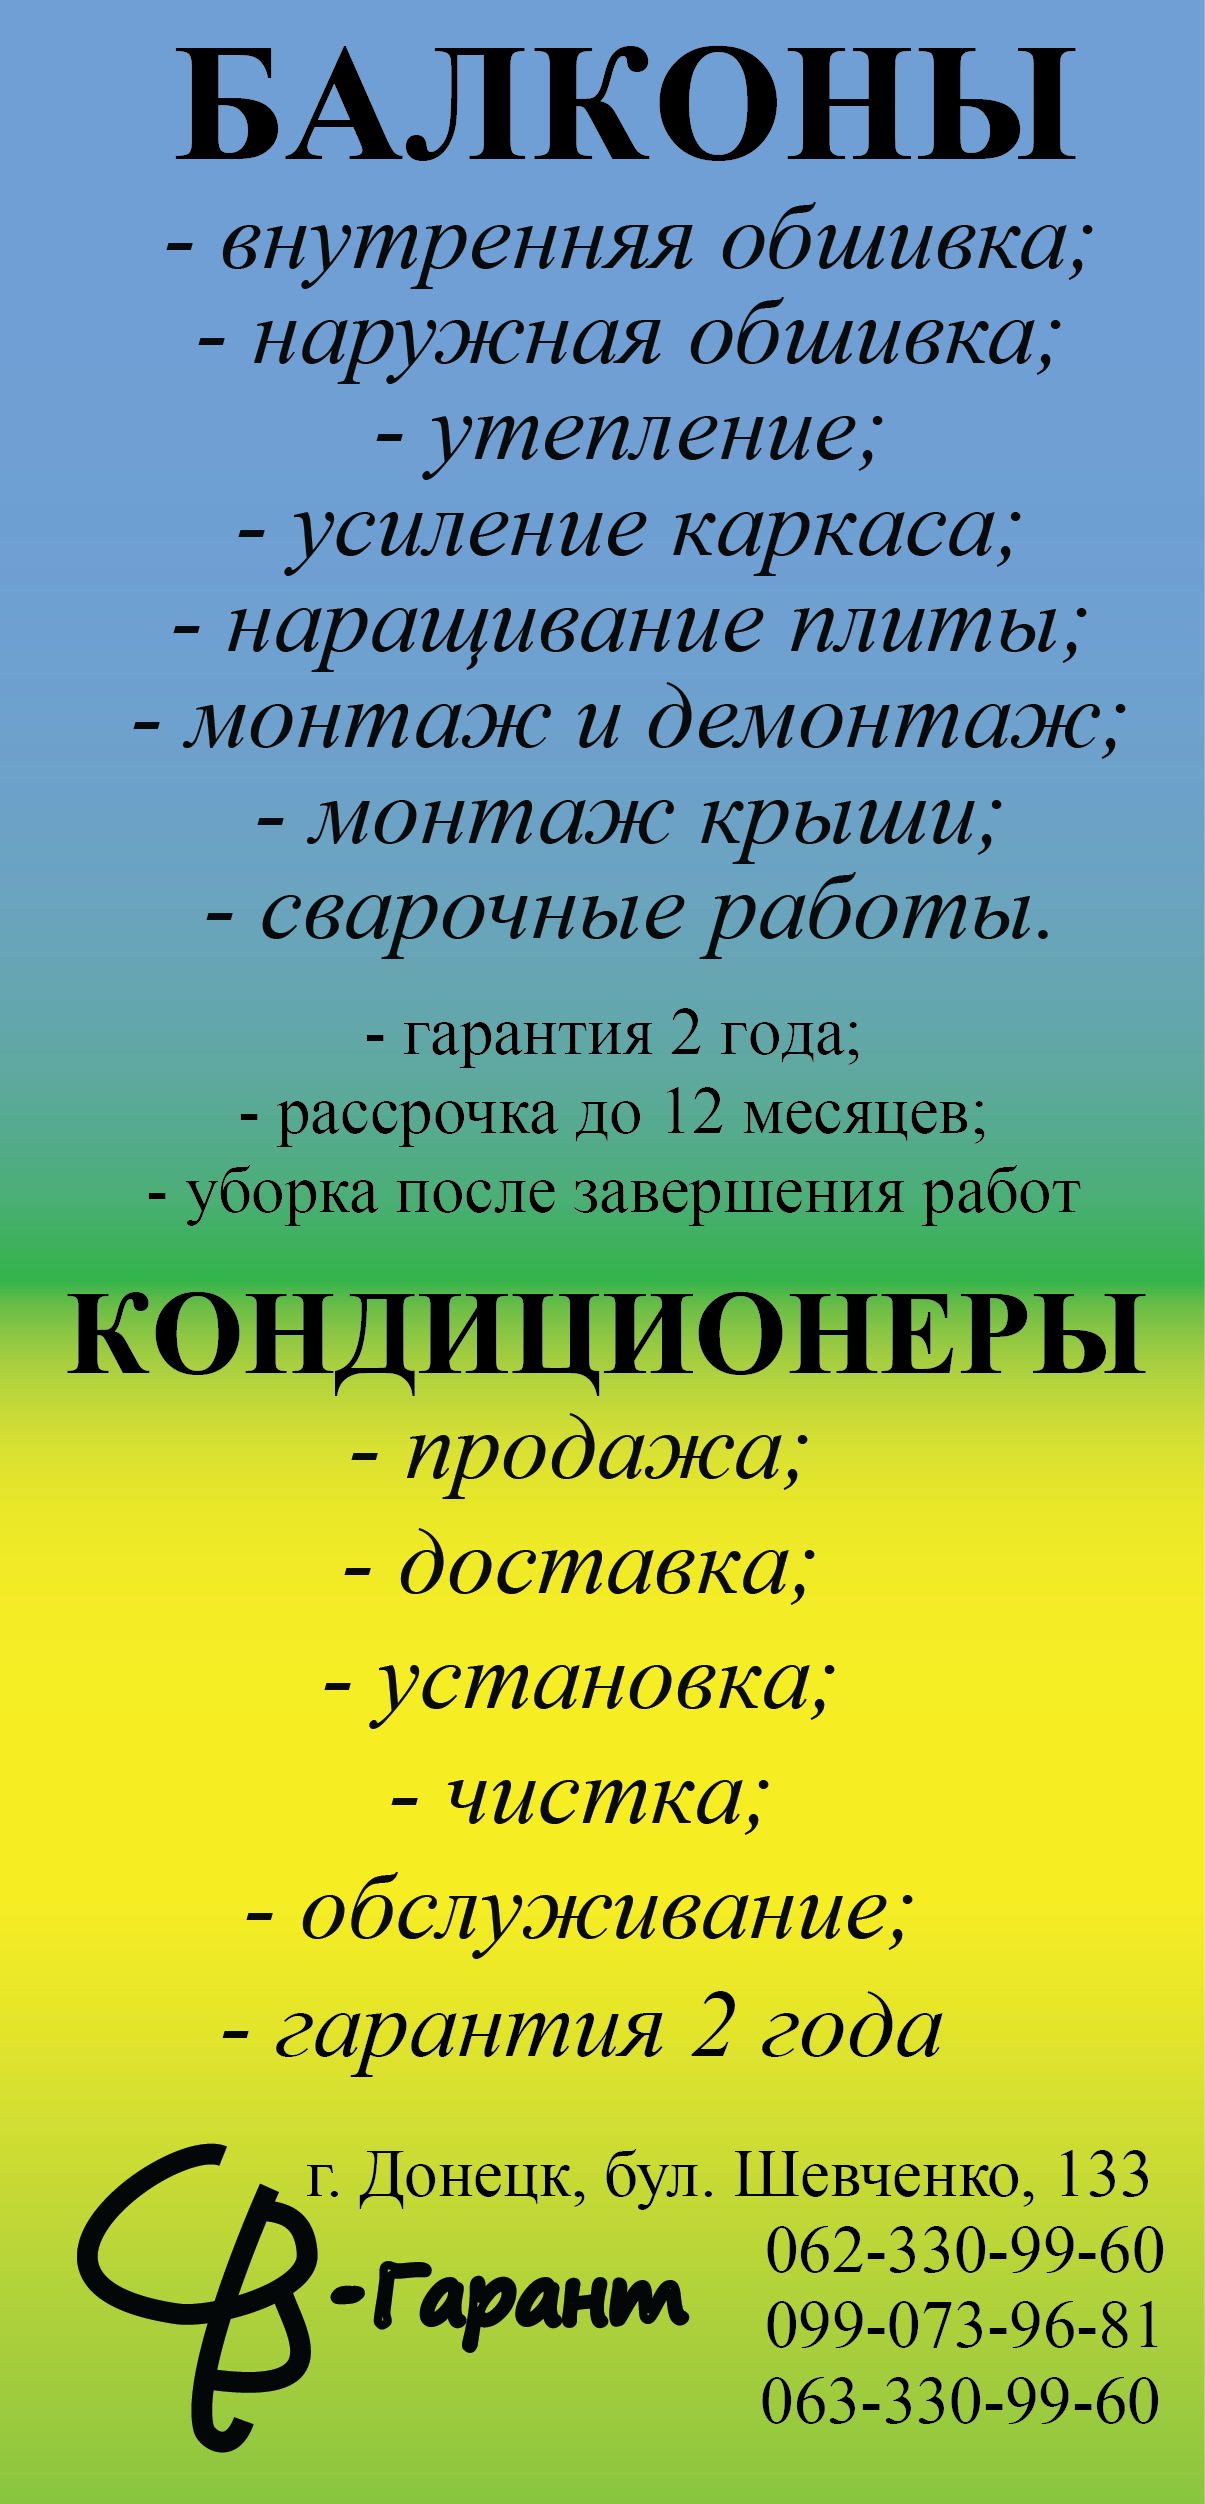 БАЛКОНЫ
- внутренняя обшивка;
- наружная обшивка;
- утепление;
- усиление каркаса;
- наращивание плиты;
- монтаж и демонтаж;
- монтаж крыши;
- сварочные работы.
- гарантия 2 года;
- рассрочка до 12 месяцев;
- уборка после завершения работ
КОНДИЦИОНЕРЫ
- продажа;
- доставка;
- установка;
- чистка;
- обслуживание;
- гарантия 2 года
г. Донецк, бул. Шевченко, 133
062-330-99-60
-Гарант
099-073-96-81
063-330-99-60